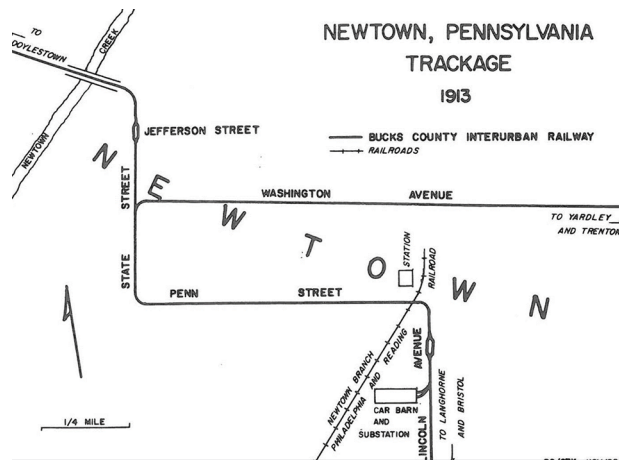 NEWTOWN, PENNSYLVANIA
TRACKAGE
1913
TO
DOYLESTOWN
CREEK
NEWTOWN
JEFFERSON STREET
BUCKS COUNTY INTERURBAN RAILWAY
RAILROADS
NEWTOWN
STATE STREET
WASHINGTON AVENUE
TO YARDLEY
AND TRENTON
STATION
RAILROAD
PENN STREET
NEWTOWN BRANCH
PHILADELPHIA AND READING
LINCOLN AVENUE
CAR BARN
AND
SUBSTATION
TO LANGHORNE
AND BRISTOL
1/4 MILE